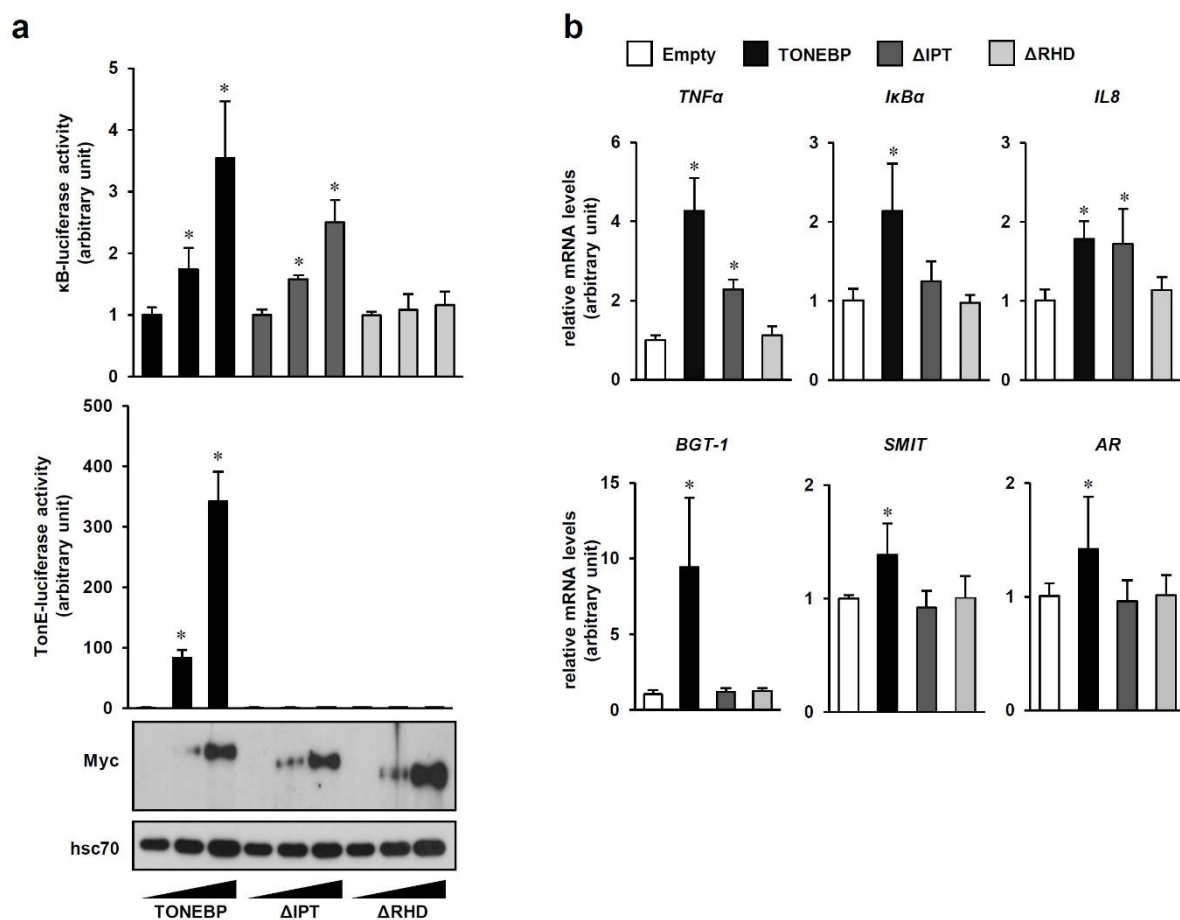 a
5
4
3
2
1
0
κB-luciferase activity
(arbitrary unit)
* * * *
500
400
300
200
100
0
TonE-luciferase activity
(arbitrary unit)
* *
Myc
hsc70
TONEBP ΔIPT ΔRHD
b
Empty TONEBP ΔIPT ΔRHD
TNFα IκBα IL8
relative mRNA levels
(arbitrary unit)
6
4
2
0
* *
3
2
1
0
*
3
2
1
0
* *
BGT-1 SMIT AR
relative mRNA levels
(arbitrary unit)
15
10
5
0
*
2
1
0
*
2
1
0
*